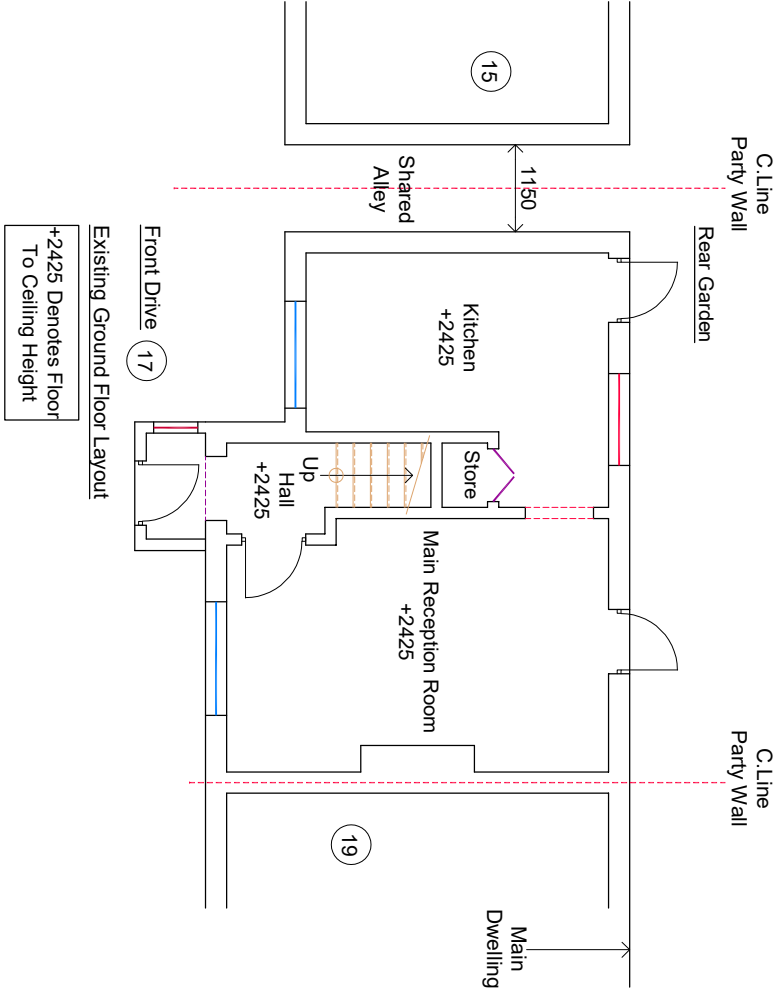 C.Line
Party Wall
Rear Garden
C.Line
Party Wall
Main
Dwelling
15
1150
Shared
Alley
Kitchen
+2425
Store
Main Reception Room
+2425
Up
Hall
+2425
19
Front Drive
17
Existing Ground Floor Layout
+2425 Denotes Floor
To Ceiling Height